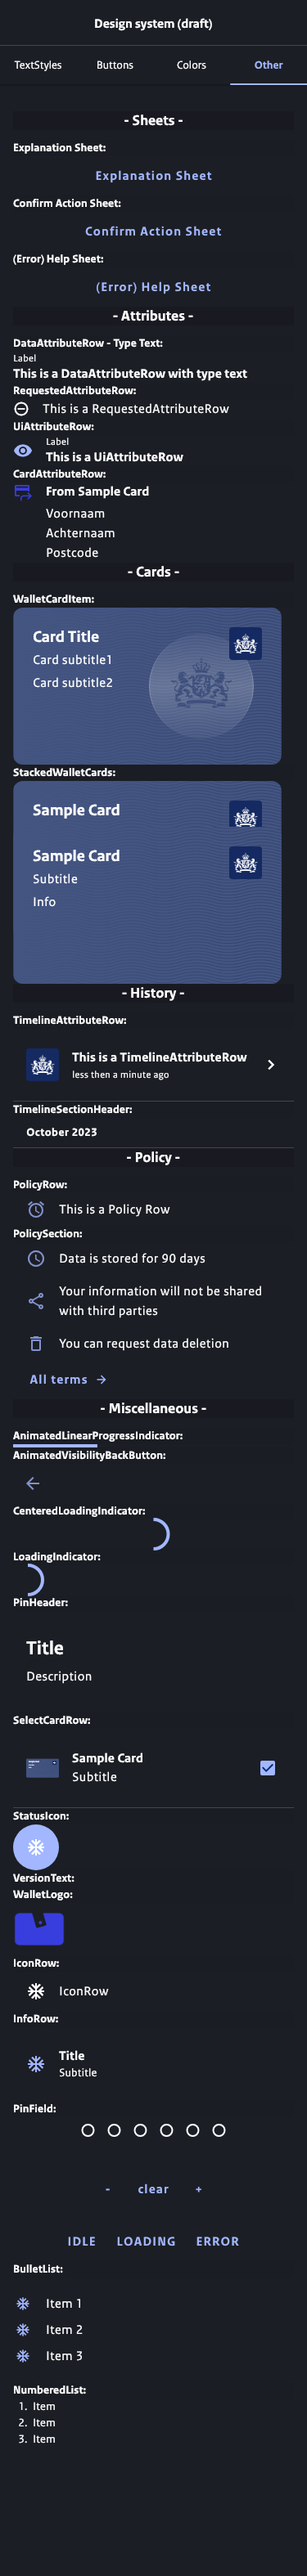 Design system (draft)
TextStyles
Buttons
Colors
Other
- Sheets -
Explanation Sheet:
Explanation Sheet
Confirm Action Sheet:
Confirm Action Sheet
(Error) Help Sheet:
(Error) Help Sheet
- Attributes -
DataAttributeRow - Type Text:
Label
This is a DataAttributeRow with type text
RequestedAttributeRow:
This is a RequestedAttributeRow
UiAttributeRow:
Label
This is a UiAttributeRow
CardAttributeRow:
From Sample Card
Voornaam
Achternaam
Postcode
- Cards -
WalletCardItem:
Card Title
Card subtitle1
Card subtitle2
StackedWalletCards:
Sample Card
Sample Card
Subtitle
Info
- History -
TimelineAttributeRow:
This is a TimelineAttributeRow
less then a minute ago
TimelineSectionHeader:
October 2023
- Policy -
PolicyRow:
This is a Policy Row
PolicySection:
Data is stored for 90 days
Your information will not be shared
with third parties
You can request data deletion
All terms
- Miscellaneous -
AnimatedLinearProgressIndicator:
AnimatedVisibilityBackButton:
CenteredLoadingIndicator:
LoadingIndicator:
PinHeader:
Title
Description
SelectCardRow:
Sample Card
Subtitle
StatusIcon:
VersionText:
WalletLogo:
IconRow:
IconRow
InfoRow:
Title
Subtitle
PinField:
- clear +
IDLE LOADING ERROR
BulletList:
Item 1
Item 2
Item 3
NumberedList:
1. Item
2. Item
3. Item